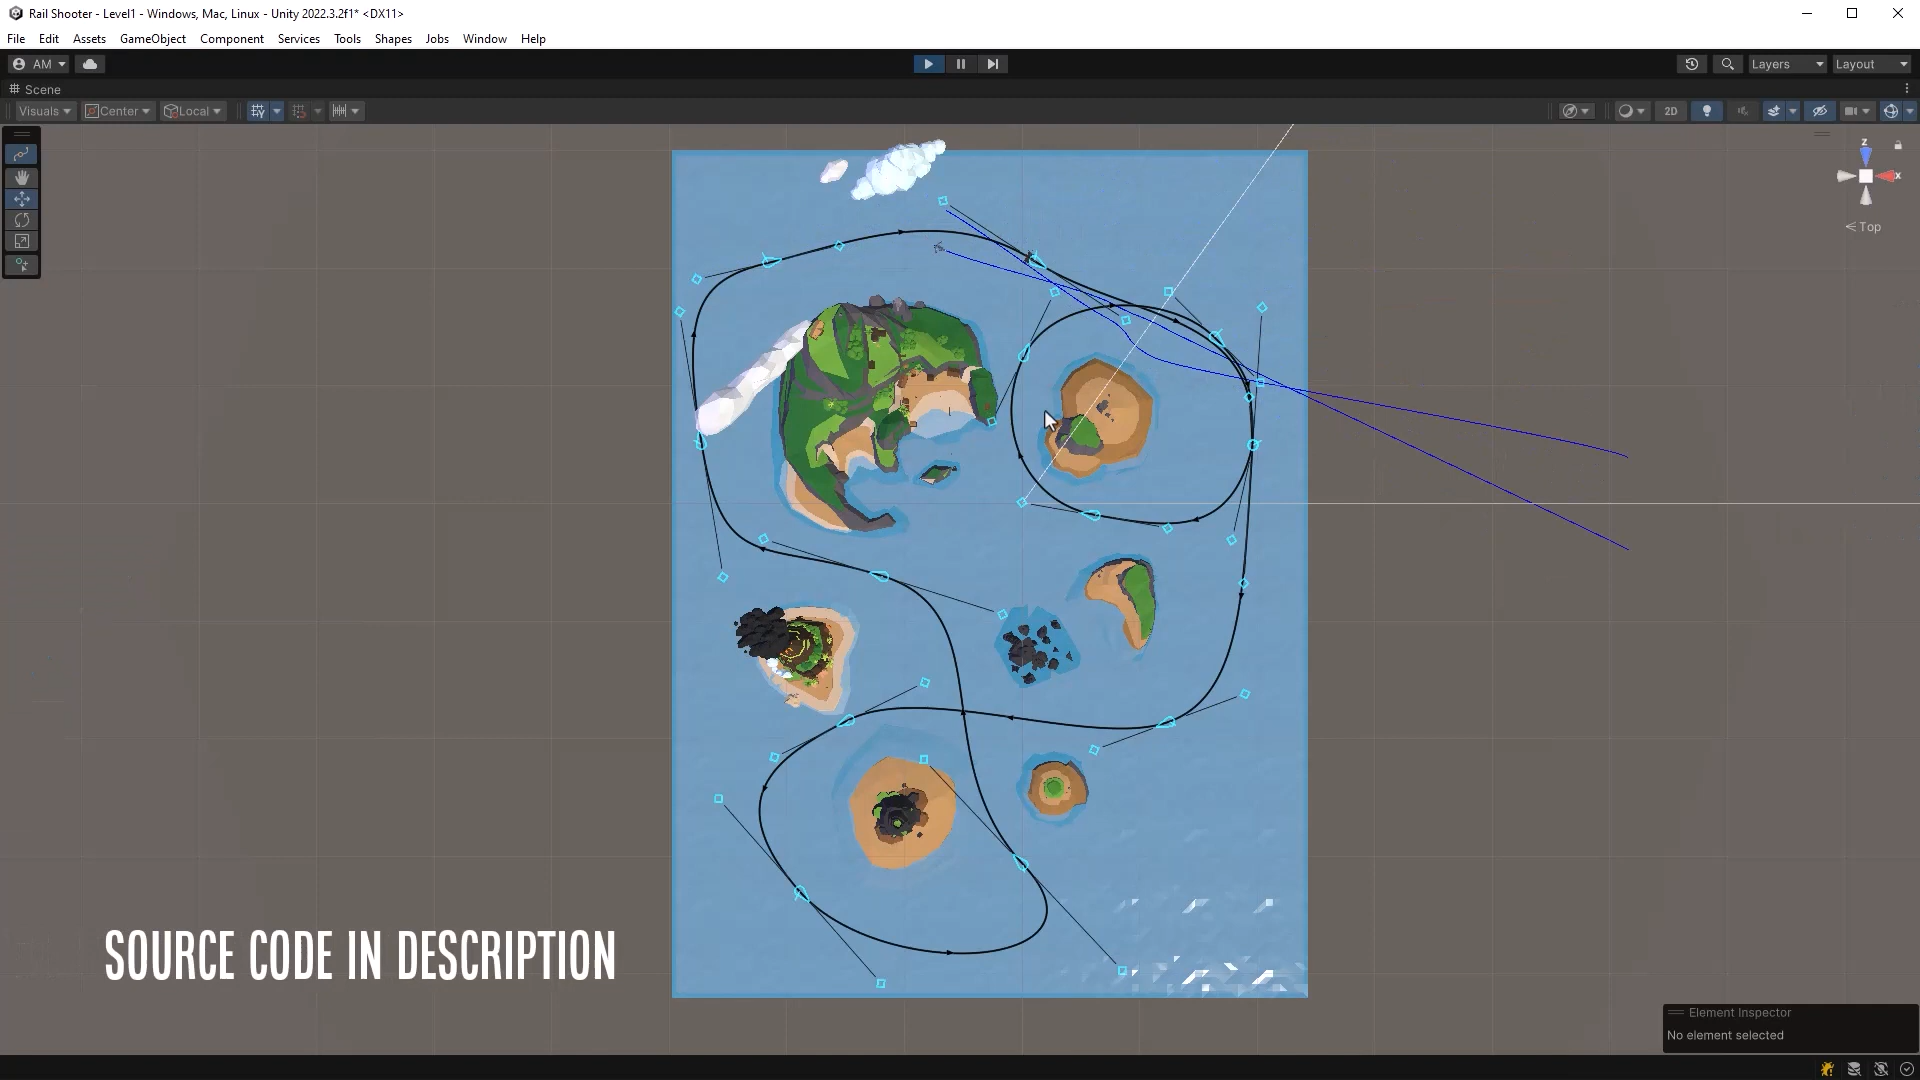 Rail Shooter - Level1 - Windows, Mac, Linux - Unity 2022.3.2f1* <DX11>
File Edit Assets GameObject Component Services Tools Shapes Jobs Window Help
AM Layers Layout
Scene
Visuals Center Local 2D
z
x
< Top
SOURCE CODE IN DESCRIPTION
Element Inspector
No element selected